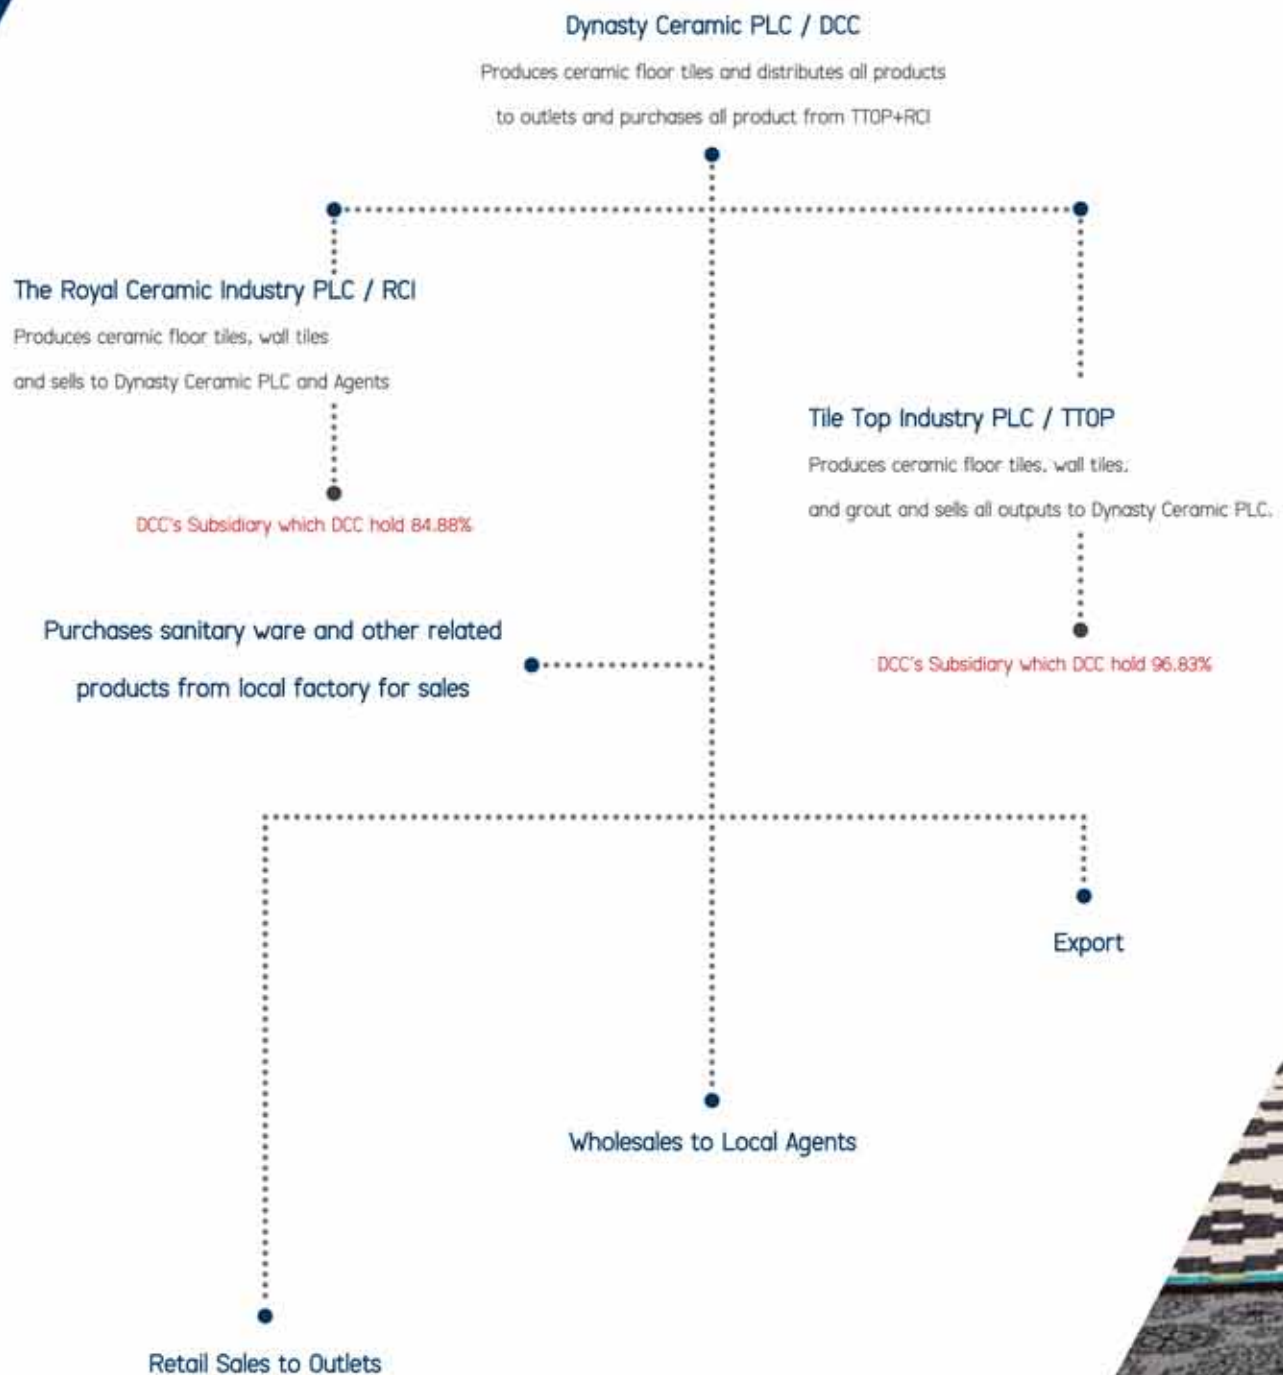 Dynasty Ceramic PLC / DCC
Produces ceramic floor tiles and distributes all products
to outlets and purchases all product from TTOP+RCI
The Royal Ceramic Industry PLC / RCI
Produces ceramic floor tiles, wall tiles
and sells to Dynasty Ceramic PLC and Agents
DCC's Subsidiary which DCC hold 84.88%
Tile Top Industry PLC / TTOP
Produces ceramic floor tiles, wall tiles,
and grout and sells all outputs to Dynasty Ceramic PLC.
DCC's Subsidiary which DCC hold 96.83%
Purchases sanitary ware and other related
products from local factory for sales
Export
Wholesales to Local Agents
Retail Sales to Outlets